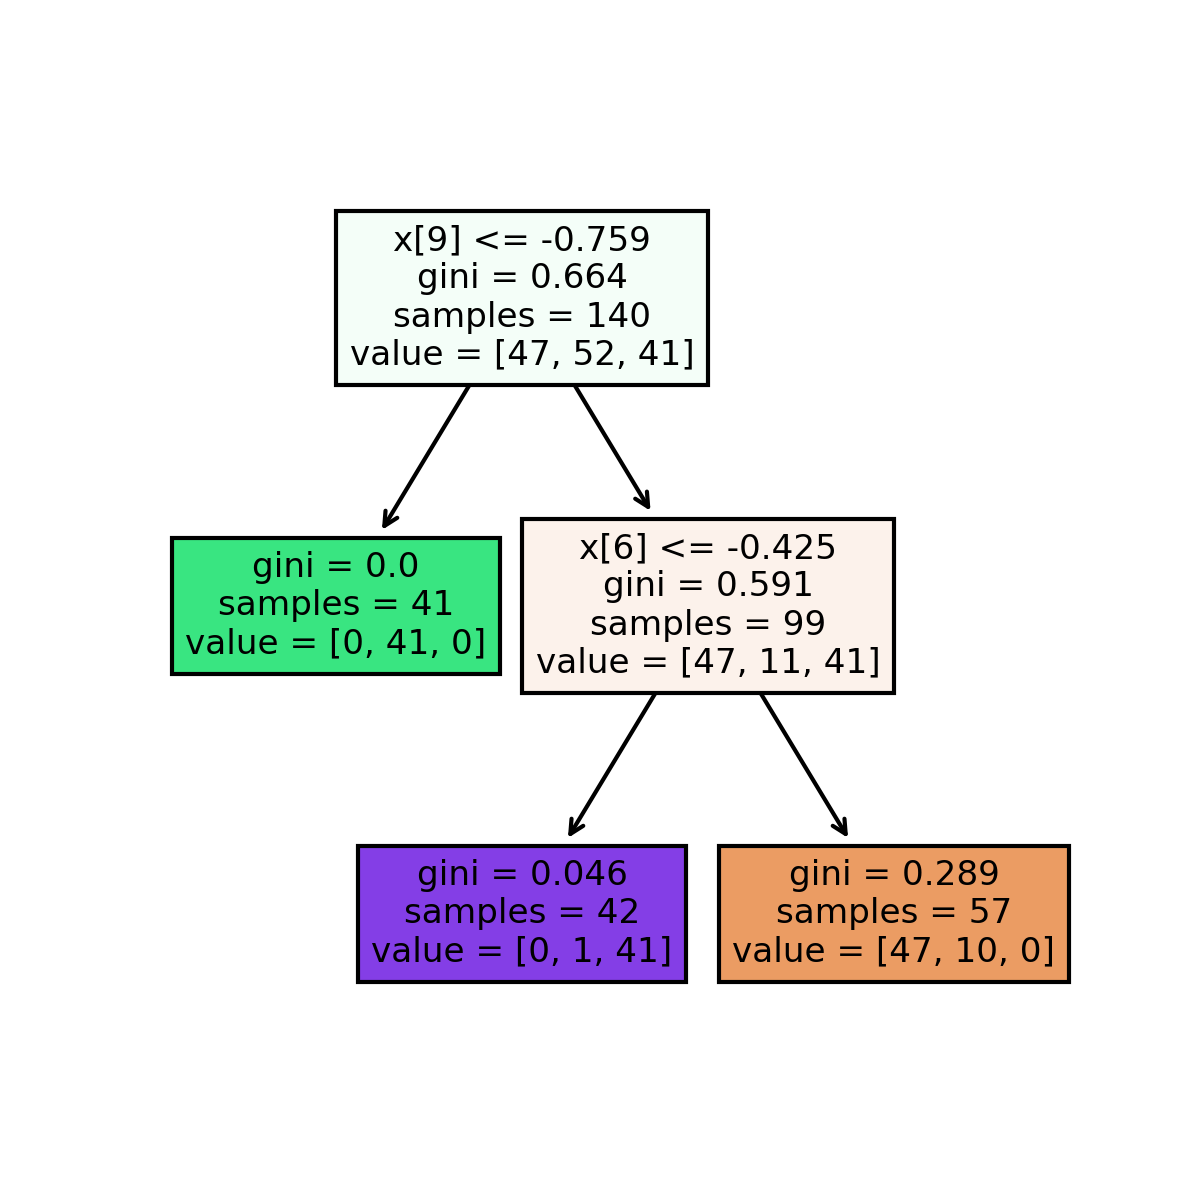 x[9] <= -0.759
gini = 0.664
samples = 140
value = [47, 52, 41]
gini = 0.0
samples = 41
value = [0, 41, 0]
x[6] <= -0.425
gini = 0.591
samples = 99
value = [47, 11, 41]
gini = 0.046
samples = 42
value = [0, 1, 41]
gini = 0.289
samples = 57
value = [47, 10, 0]